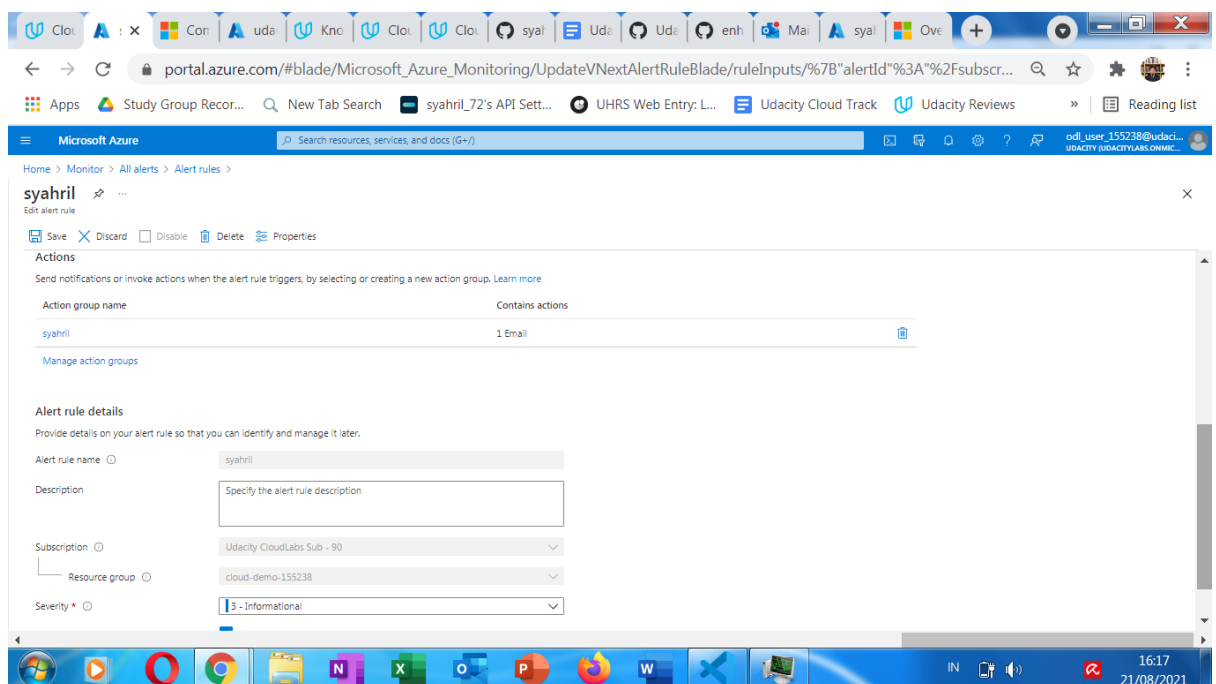 Clou
:
Con
uda
Kno
Clou
Clou
syah
Uda
Uda
enh
Mai
syal
Ove
portal.azure.com/#blade/Microsoft_Azure_Monitoring/UpdateVNextAlertRuleBlade/ruleInputs/%7B"alertId"%3A"%2Fsubscr...
Apps Study Group Recor... New Tab Search syahril_72's API Sett... UHRS Web Entry: L... Udacity Cloud Track Udacity Reviews » Reading list
Microsoft Azure
Search resources, services, and docs (G+/)
odl_user_155238@udaci...
UDACITY (UDACITYLABS.ONMIC...
Home > Monitor > All alerts > Alert rules >
syahril ...
Edit alert rule
Save Discard Disable Delete Properties
Actions
Send notifications or invoke actions when the alert rule triggers, by selecting or creating a new action group. Learn more
Action group name Contains actions
syahril 1 Email
Manage action groups
Alert rule details
Provide details on your alert rule so that you can identify and manage it later.
Alert rule name syahril
Description Specify the alert rule description
Subscription Udacity CloudLabs Sub - 90
Resource group cloud-demo-155238
Severity * 3 - Informational
IN
16:17
21/08/2021